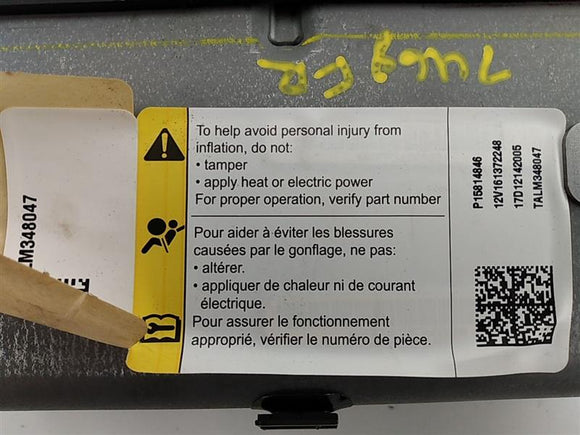 To help avoid personal injury from
inflation, do not:
• tamper
• apply heat or electric power
For proper operation, verify part number
Pour aider à éviter les blessures
causées par le gonflage, ne pas:
• altérer.
• appliquer de chaleur ni de courant
électrique.
Pour assurer le fonctionnement
approprié, vérifier le numéro de pièce.
P15814846
12V161372248
17D12142005
TALM348047
LM348047